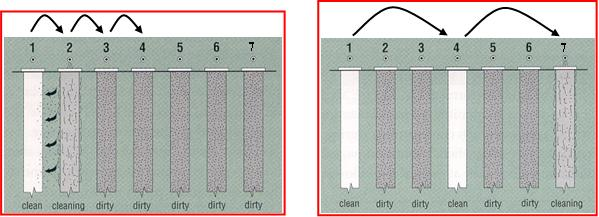 1 2 3 4 5 6 7
clean cleaning dirty dirty dirty dirty dirty
1 2 3 4 5 6 7
clean dirty dirty clean dirty dirty cleaning